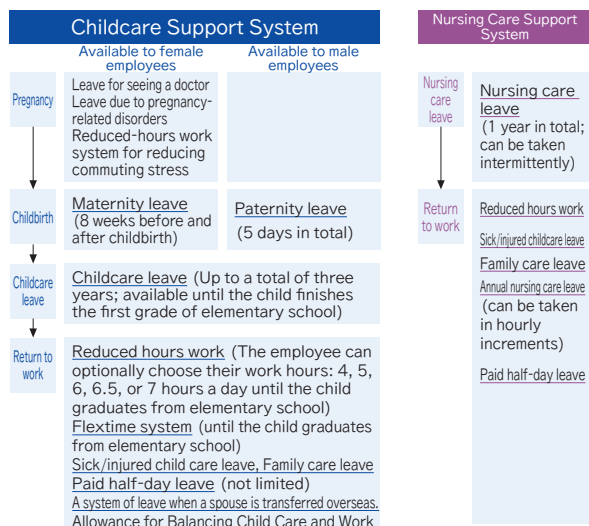 Childcare Support System
Available to female
employees
Available to male
employees
Pregnancy
Leave for seeing a doctor
Leave due to pregnancy-
related disorders
Reduced-hours work
system for reducing
commuting stress
Childbirth
Maternity leave
(8 weeks before and
after childbirth)
Paternity leave
(5 days in total)
Childcare
leave
Childcare leave (Up to a total of three
years; available until the child finishes
the first grade of elementary school)
Return to
work
Reduced hours work (The employee can
optionally choose their work hours: 4, 5,
6, 6.5, or 7 hours a day until the child
graduates from elementary school)
Flextime system (until the child graduates
from elementary school)
Sick/injured child care leave, Family care leave
Paid half-day leave (not limited)
A system of leave when a spouse is transferred overseas.
Allowance for Balancing Child Care and Work
Nursing Care Support
System
Nursing
care
leave
Nursing care
leave
(1 year in total;
can be taken
intermittently)
Return
to work
Reduced hours work
Sick/injured childcare leave
Family care leave
Annual nursing care leave
(can be taken
in hourly
increments)
Paid half-day leave